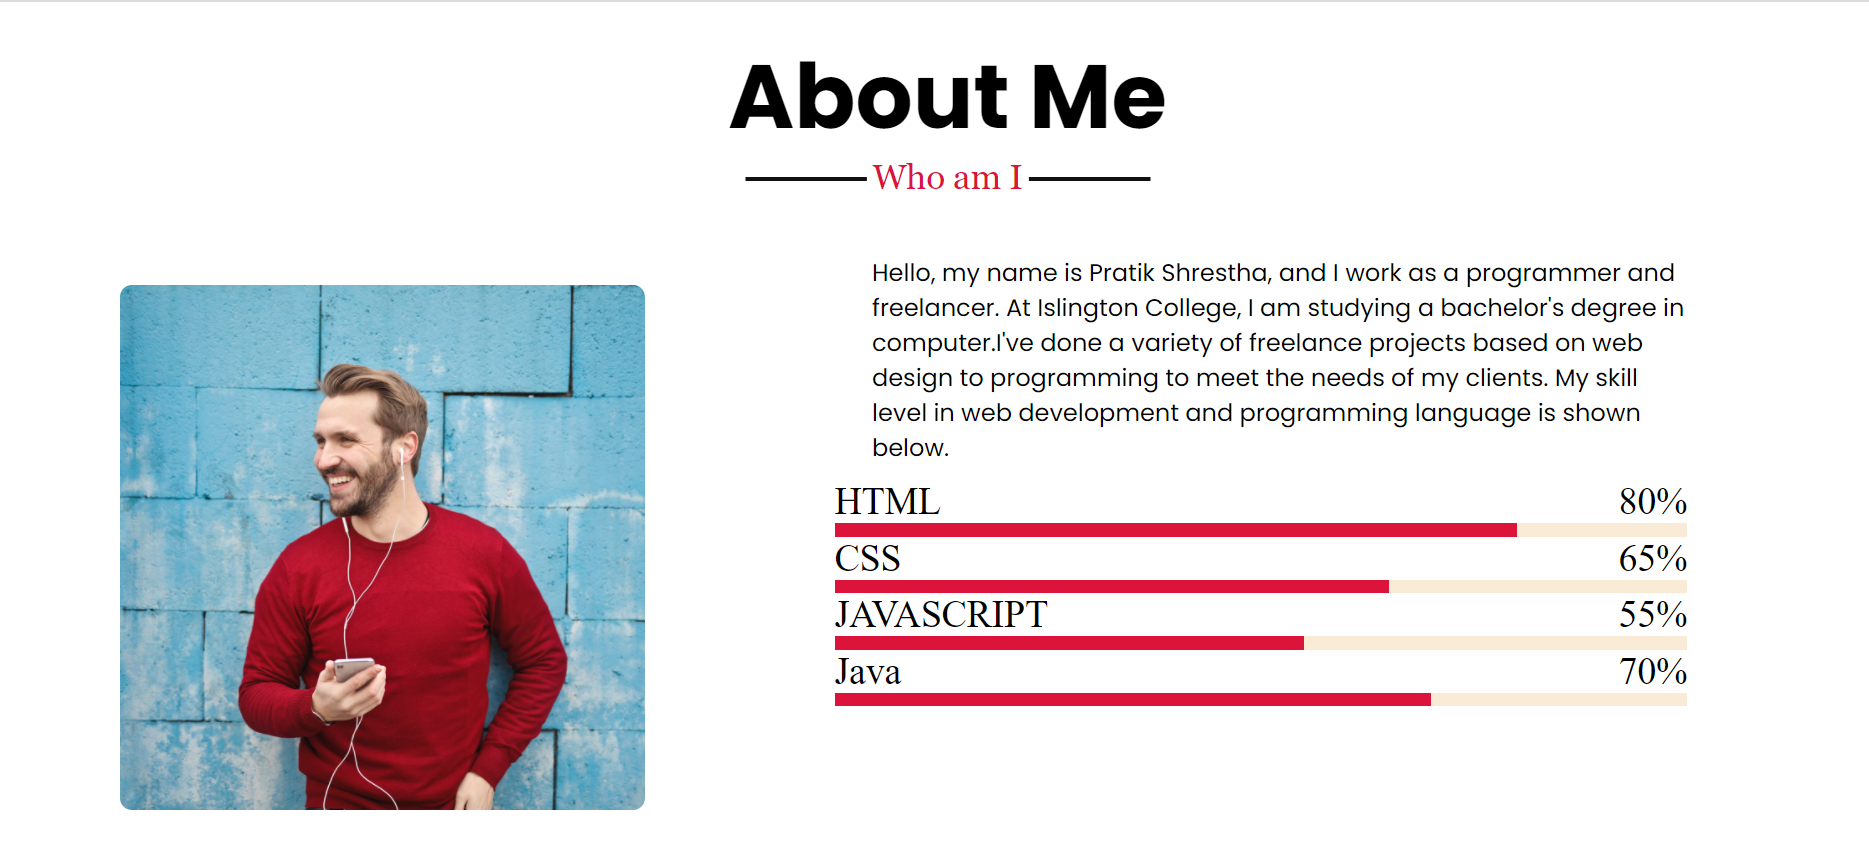 About Me
Who am I
Hello, my name is Pratik Shrestha, and I work as a programmer and
freelancer. At Islington College, I am studying a bachelor's degree in
computer.I've done a variety of freelance projects based on web
design to programming to meet the needs of my clients. My skill
level in web development and programming language is shown
below.
HTML 80%
CSS 65%
JAVASCRIPT 55%
Java 70%